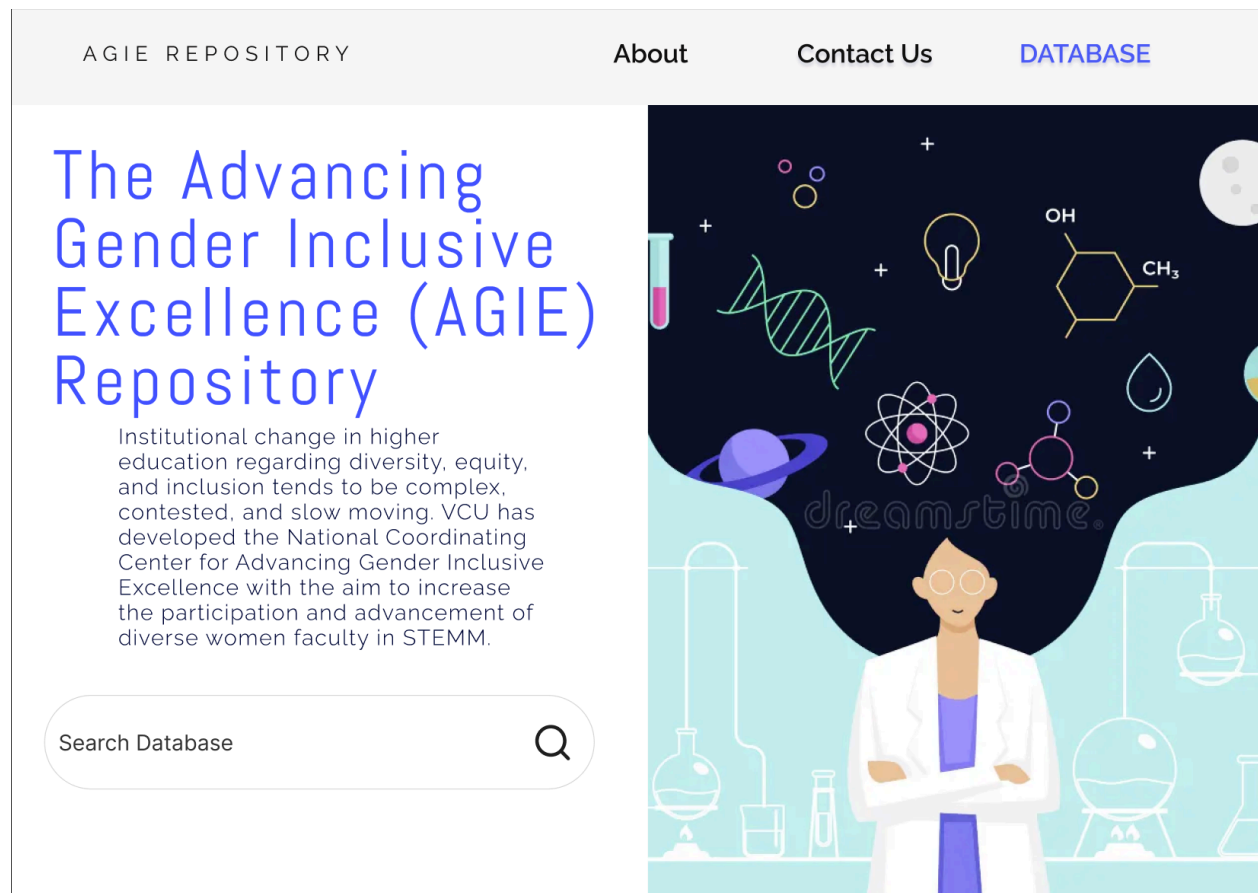 AGIE REPOSITORY
About
Contact Us
DATABASE
The Advancing
Gender Inclusive
Excellence (AGIE)
Repository
Institutional change in higher
education regarding diversity, equity,
and inclusion tends to be complex,
contested, and slow moving. VCU has
developed the National Coordinating
Center for Advancing Gender Inclusive
Excellence with the aim to increase
the participation and advancement of
diverse women faculty in STEMM.
Search Database
OH
CH₃
dreamstime®